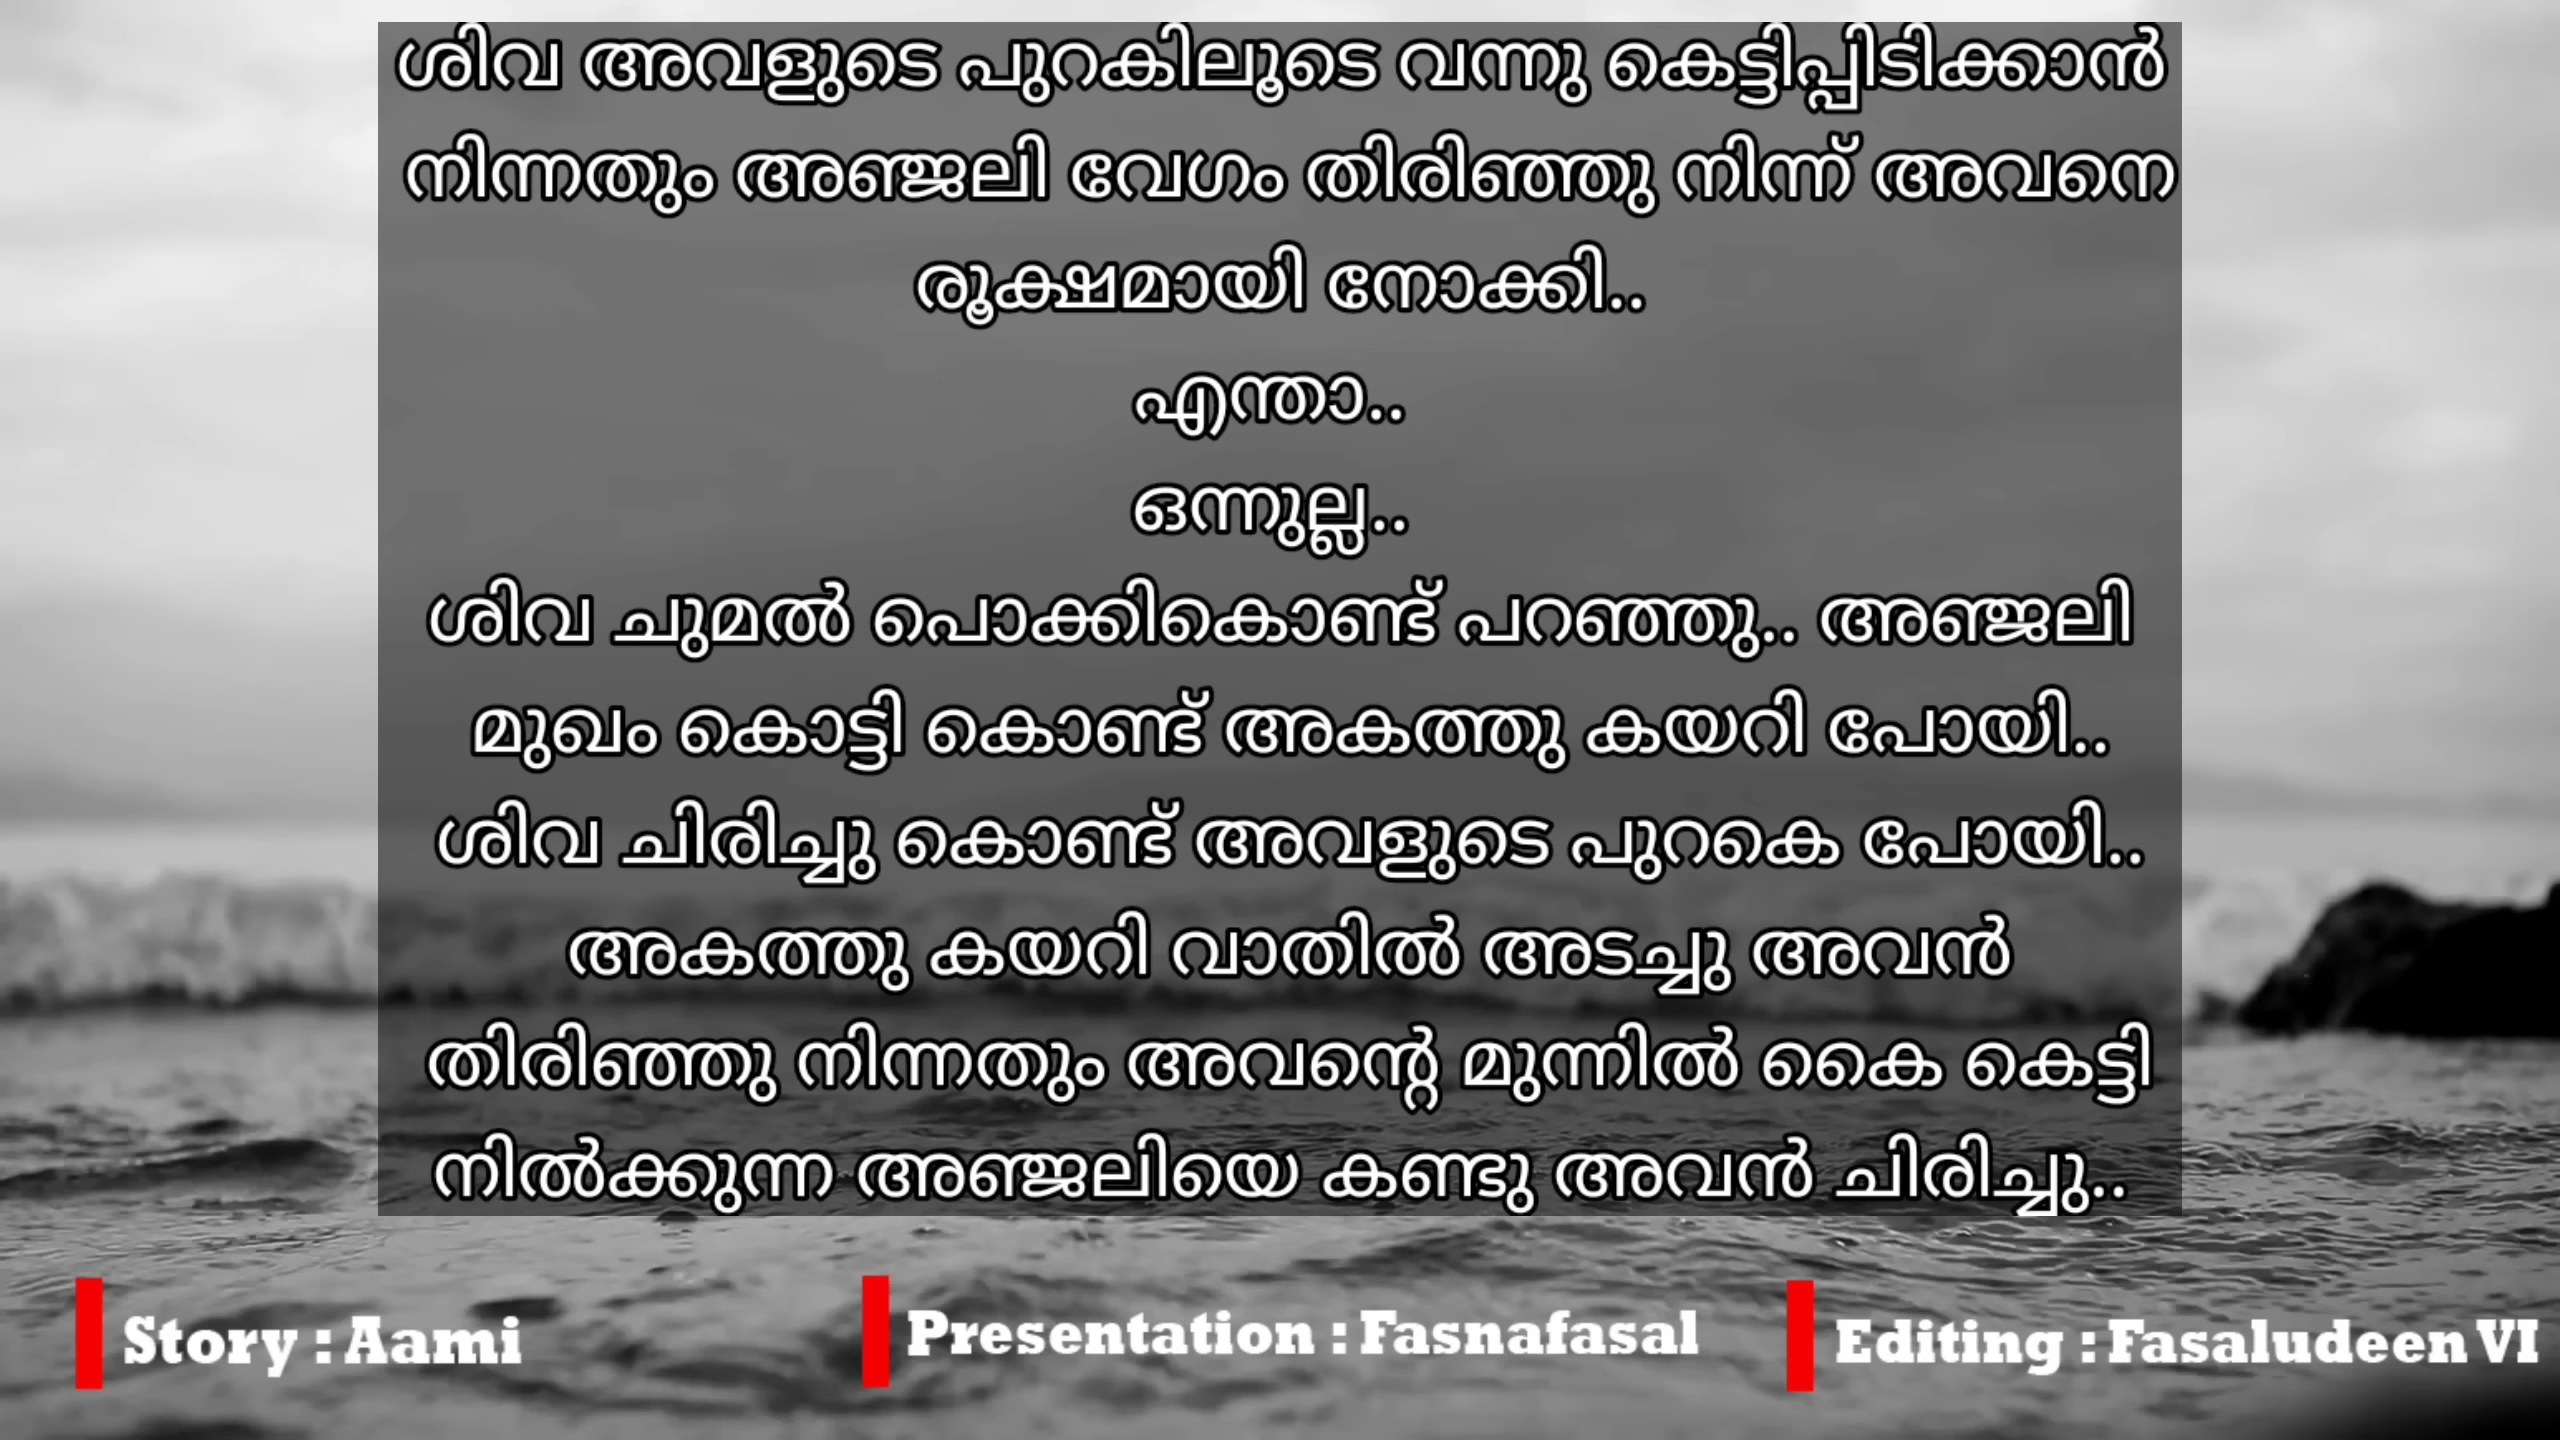 ശിവ അവളുടെ പുറകിലൂടെ വന്നു കെട്ടിപ്പിടിക്കാൻ
നിന്നതും അഞ്ജലി വേഗം തിരിഞ്ഞു നിന്ന് അവനെ
രൂക്ഷമായി നോക്കി..
എന്താ..
ഒന്നുല്ല..
ശിവ ചുമൽ പൊക്കികൊണ്ട് പറഞ്ഞു.. അഞ്ജലി
മുഖം കൊട്ടി കൊണ്ട് അകത്തു കയറി പോയി..
ശിവ ചിരിച്ചു കൊണ്ട് അവളുടെ പുറകെ പോയി..
അകത്തു കയറി വാതിൽ അടച്ചു അവൻ
തിരിഞ്ഞു നിന്നതും അവന്റെ മുന്നിൽ കൈ കെട്ടി
നിൽക്കുന്ന അഞ്ജലിയെ കണ്ടു അവൻ ചിരിച്ചു..
Story : Aami
Presentation : Fasnafasal
Editing : Fasaludeen VI